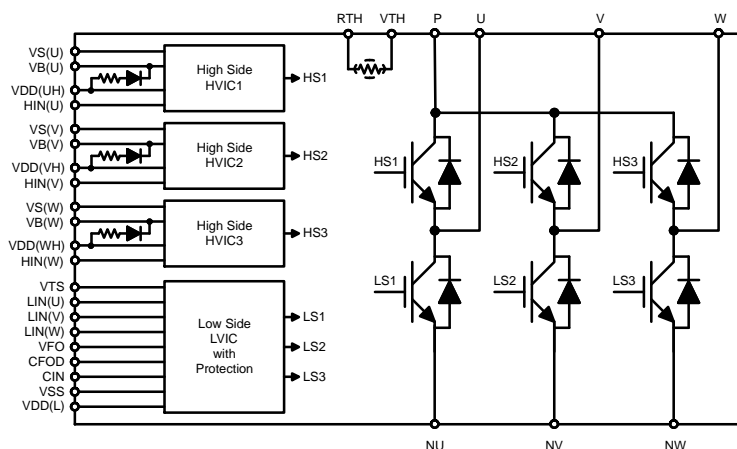 RTH VTH P U V W
VS(U)
VB(U)
VDD(UH)
HIN(U)
High Side
HVIC1
HS1
VS(V)
VB(V)
VDD(VH)
HIN(V)
High Side
HVIC2
HS2
VS(W)
VB(W)
VDD(WH)
HIN(W)
High Side
HVIC3
HS3
VTS
LIN(U)
LIN(V)
LIN(W)
VFO
CFOD
CIN
VSS
VDD(L)
Low Side
LVIC
with
Protection
LS1
LS2
LS3
HS1 HS2 HS3
LS1 LS2 LS3
NU NV NW